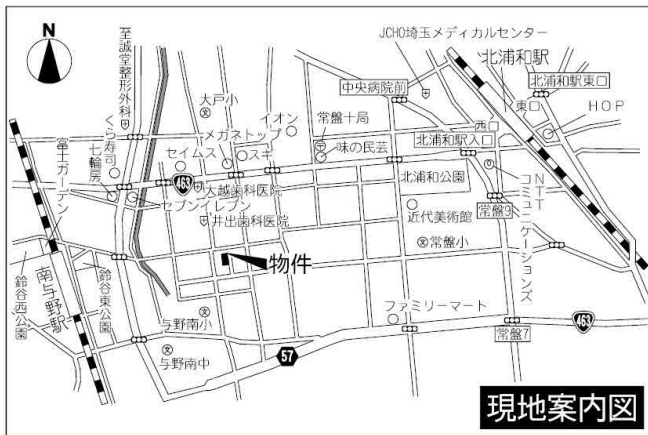 N
至誠堂整形外科
くら寿司
七輪房
富士ガーデン
大戸小
イオン
メガネトップ
セイムス
スギ
常盤十局
味の民芸
JCHO埼玉メディカルセンター
中央病院前
北浦和駅
北浦和駅東口
東口
HOP
西口
北浦和駅入口
463
大越歯科医院
セブンイレブン
井出歯科医院
北浦和公園
近代美術館
常盤9
NTT
コミュニケーションズ
常盤小
物件
南与野駅
鈴谷西公園
鈴谷東公園
与野南小
与野南中
57
ファミリーマート
常盤7
463
現地案内図